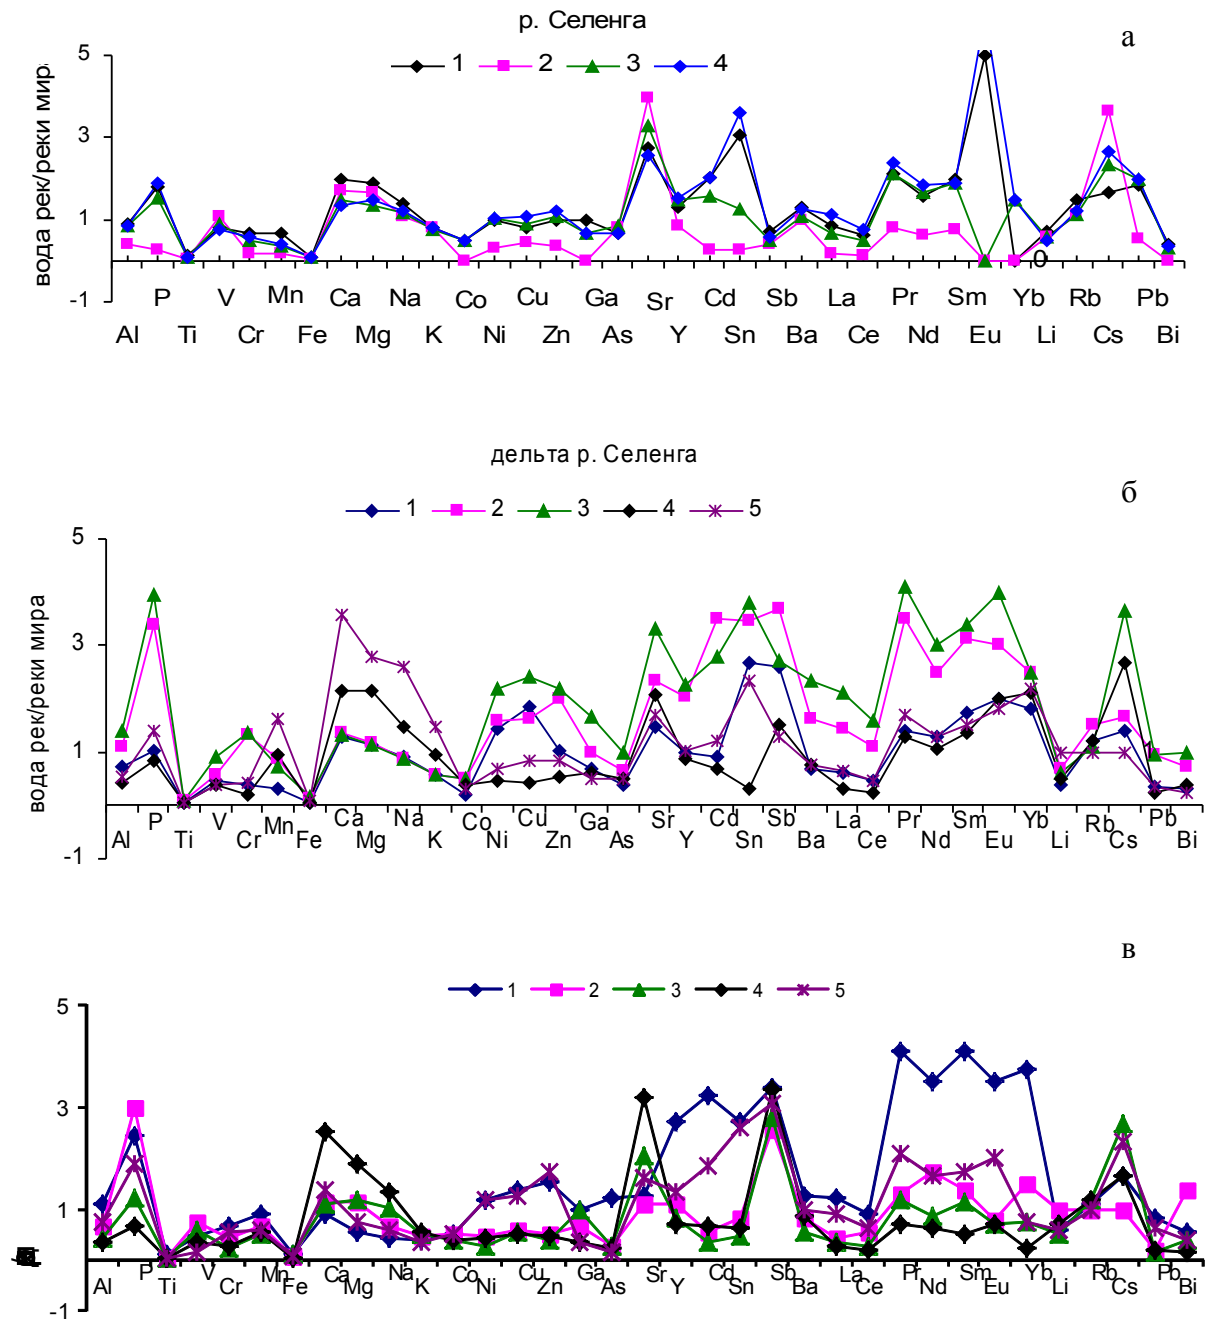 р. Селенга
а
1 2 3 4
вода рек/реки мир
5
3
1
-1
0
P V Mn Ca Na Co Cu Ga Sr Cd Sb La Pr Sm Yb Rb Pb
Al Ti Cr Fe Mg K Ni Zn As Y Sn Ba Ce Nd Eu Li Cs Bi
дельта р. Селенга
б
1 2 3 4 5
вода рек/реки мира
5
3
1
-1
P V Mn Ca Na Co Cu Ga Sr Cd Sb La Pr Sm Yb Rb Pb
Al Ti Cr Fe Mg K Ni Zn As Y Sn Ba Ce Nd Eu Li Cs Bi
в
1 2 3 4 5
5
3
1
-1
P V Mn Ca Na Co Cu Ga Sr Cd Sb La Pr Sm Yb Rb Pb
Al Ti Cr Fe Mg K Ni Zn As Y Sn Ba Ce Nd Eu Li Cs Bi